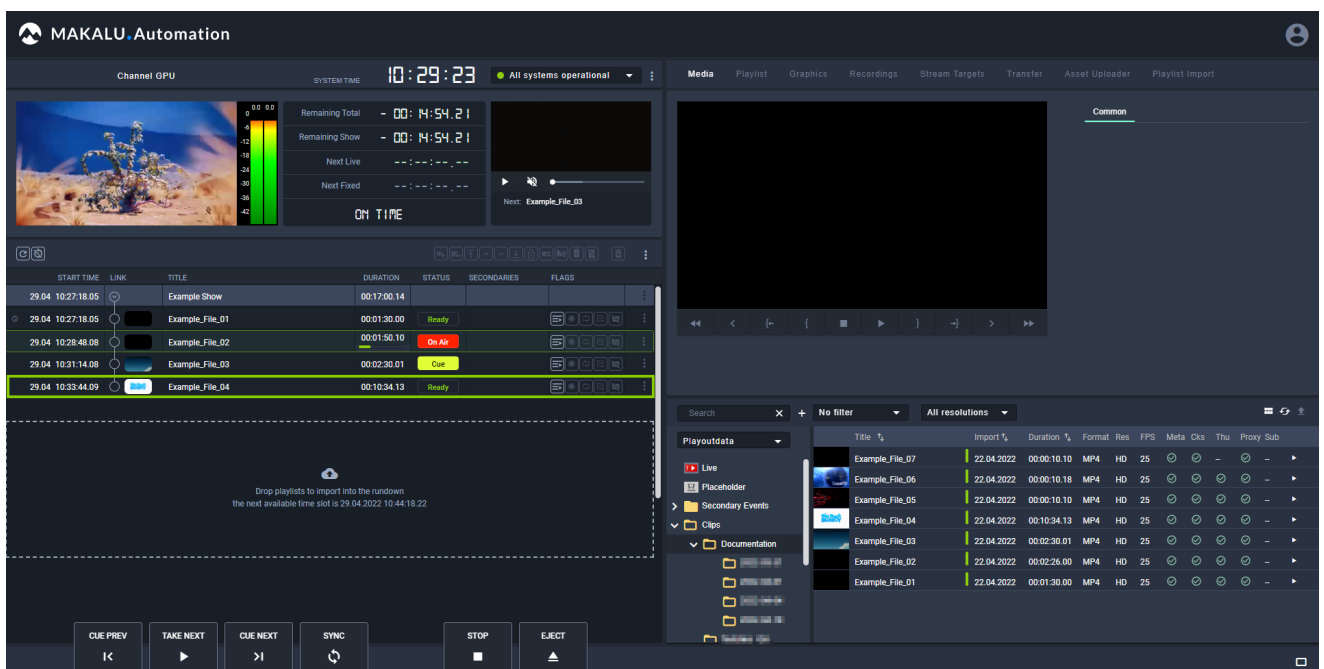 MAKALU.Automation
Channel GPU
SYSTEM TIME 10:29:23
All systems operational
0.0 0.0
0
-6
-12
-18
-24
-30
-36
-42
Remaining Total - 00:14:54.21
Remaining Show - 00:14:54.21
Next Live --:--:--.--
Next Fixed --:--:--.--
ON TIME
Next: Example_File_03
START TIME LINK TITLE DURATION STATUS SECONDARIES FLAGS
29.04 10:27:18.05 Example Show 00:17:00.14
29.04 10:27:18.05 Example_File_01 00:01:30.00 Ready
29.04 10:28:48.08 Example_File_02 00:01:50.10 On Air
29.04 10:31:14.08 Example_File_03 00:02:30.01 Cue
29.04 10:33:44.09 Example_File_04 00:10:34.13 Ready
Drop playlists to import into the rundown
the next available time slot is 29.04.2022 10:44:18.22
CUE PREV TAKE NEXT CUE NEXT SYNC STOP EJECT
Media Playlist Graphics Recordings Stream Targets Transfer Asset Uploader Playlist Import
Common
Search No filter All resolutions
Playoutdata
Live
Placeholder
Secondary Events
Clips
Documentation
Title Import Duration Format Res FPS Meta Cks Thu Proxy Sub
Example_File_07 22.04.2022 00:00:10.10 MP4 HD 25 – –
Example_File_06 22.04.2022 00:00:10.18 MP4 HD 25 –
Example_File_05 22.04.2022 00:00:10.10 MP4 HD 25 –
Example_File_04 22.04.2022 00:10:34.13 MP4 HD 25 –
Example_File_03 22.04.2022 00:02:30.01 MP4 HD 25 –
Example_File_02 22.04.2022 00:02:26.00 MP4 HD 25 –
Example_File_01 22.04.2022 00:01:30.00 MP4 HD 25 –